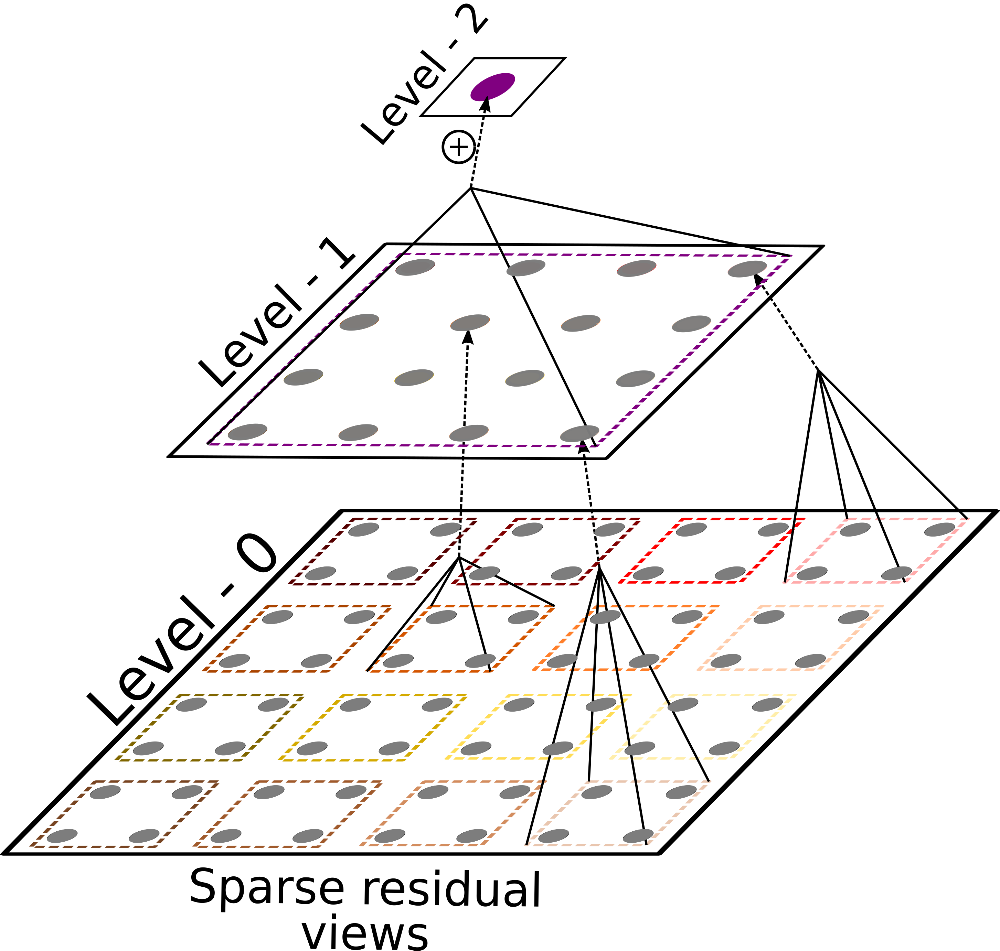 Level - 2
Level - 1
Level - 0
Sparse residual
views